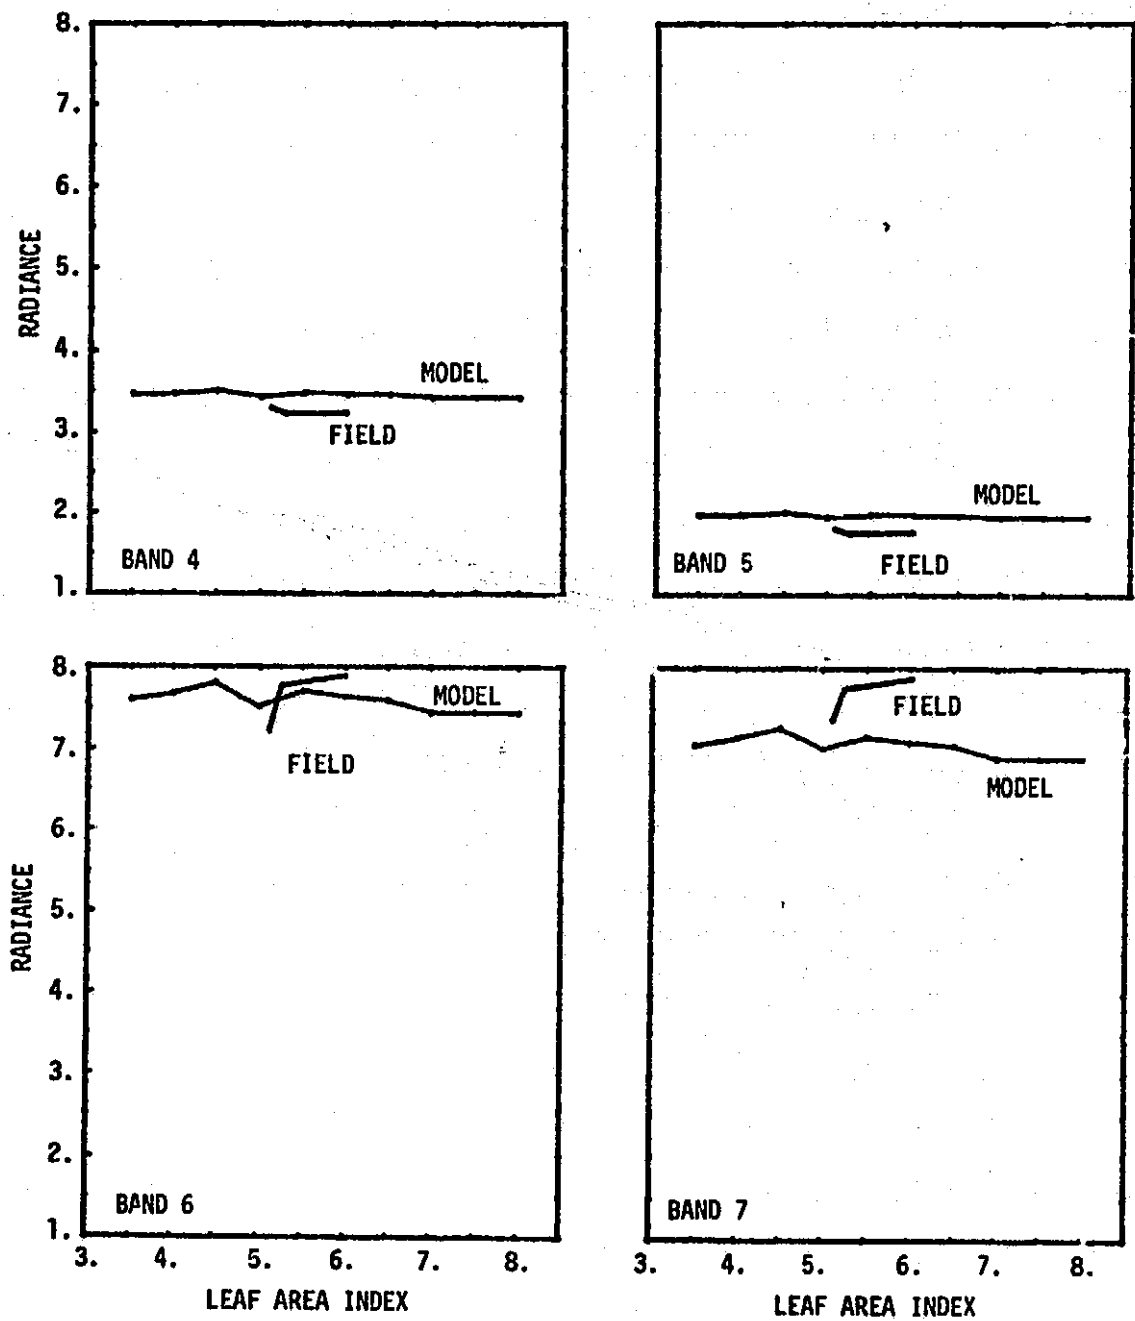 8.
7.
6.
5.
4.
3.
2.
1.
RADIANCE
MODEL
FIELD
BAND 4
MODEL
FIELD
BAND 5
8.
7.
6.
5.
4.
3.
2.
1.
RADIANCE
MODEL
FIELD
BAND 6
3. 4. 5. 6. 7. 8.
LEAF AREA INDEX
FIELD
MODEL
BAND 7
3. 4. 5. 6. 7. 8.
LEAF AREA INDEX